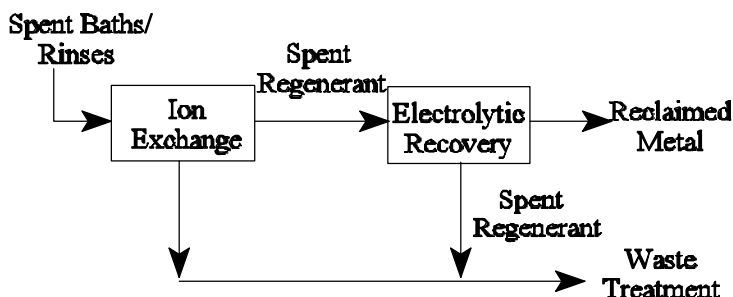 Spent Baths/
Rinses
Spent
Regenerant
Ion
Exchange
Electrolytic
Recovery
Reclaimed
Metal
Spent
Regenerant
Waste
Treatment